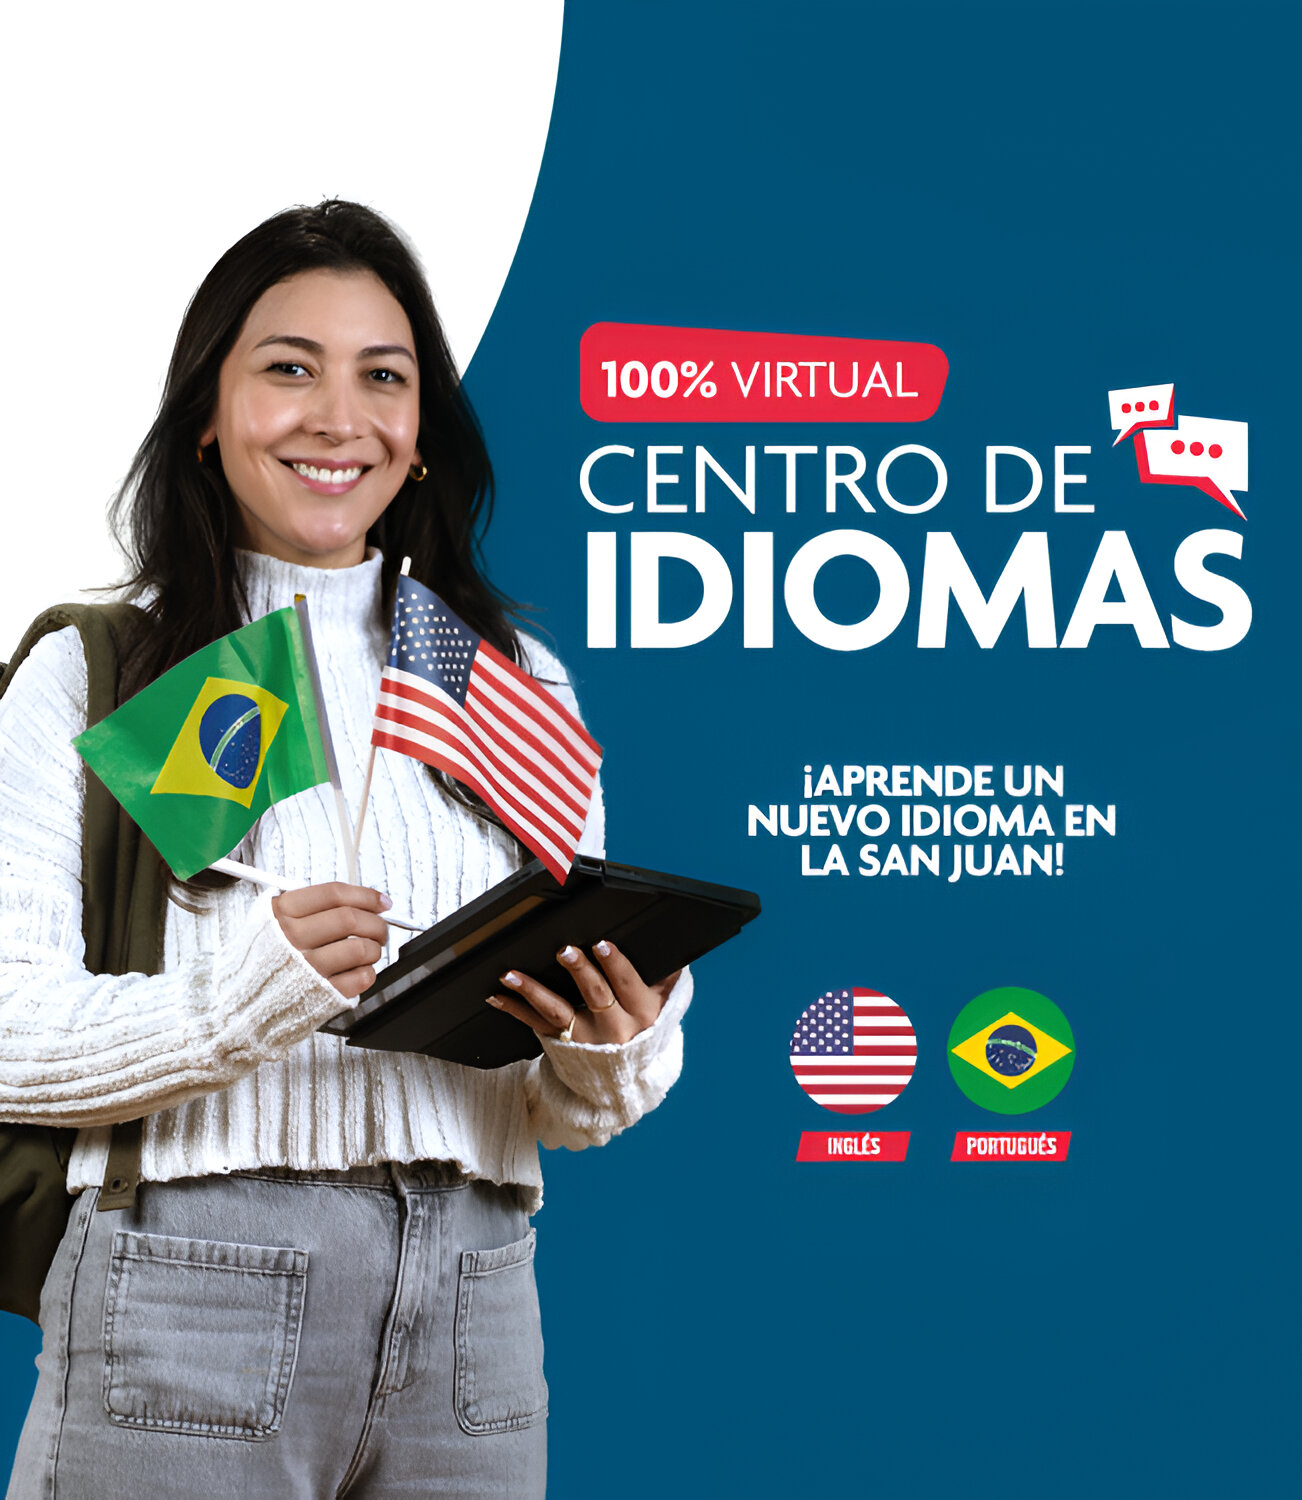 100% VIRTUAL
CENTRO DE
IDIOMAS
¡APRENDE UN
NUEVO IDIOMA EN
LA SAN JUAN!
INGLÉS
PORTUGUÉS